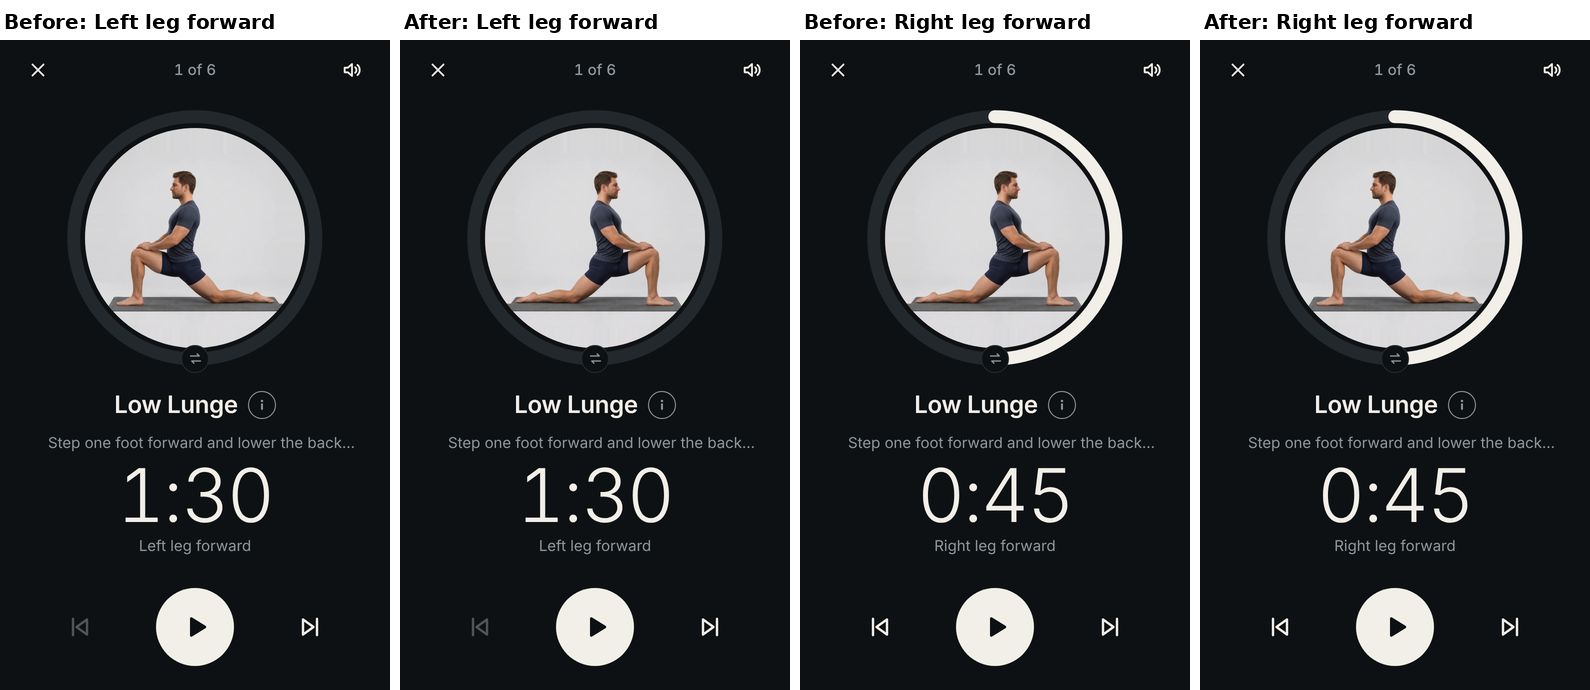 Before: Left leg forward
1 of 6
Low Lunge
Step one foot forward and lower the back...
1:30
Left leg forward
After: Left leg forward
1 of 6
Low Lunge
Step one foot forward and lower the back...
1:30
Left leg forward
Before: Right leg forward
1 of 6
Low Lunge
Step one foot forward and lower the back...
0:45
Right leg forward
After: Right leg forward
1 of 6
Low Lunge
Step one foot forward and lower the back...
0:45
Right leg forward